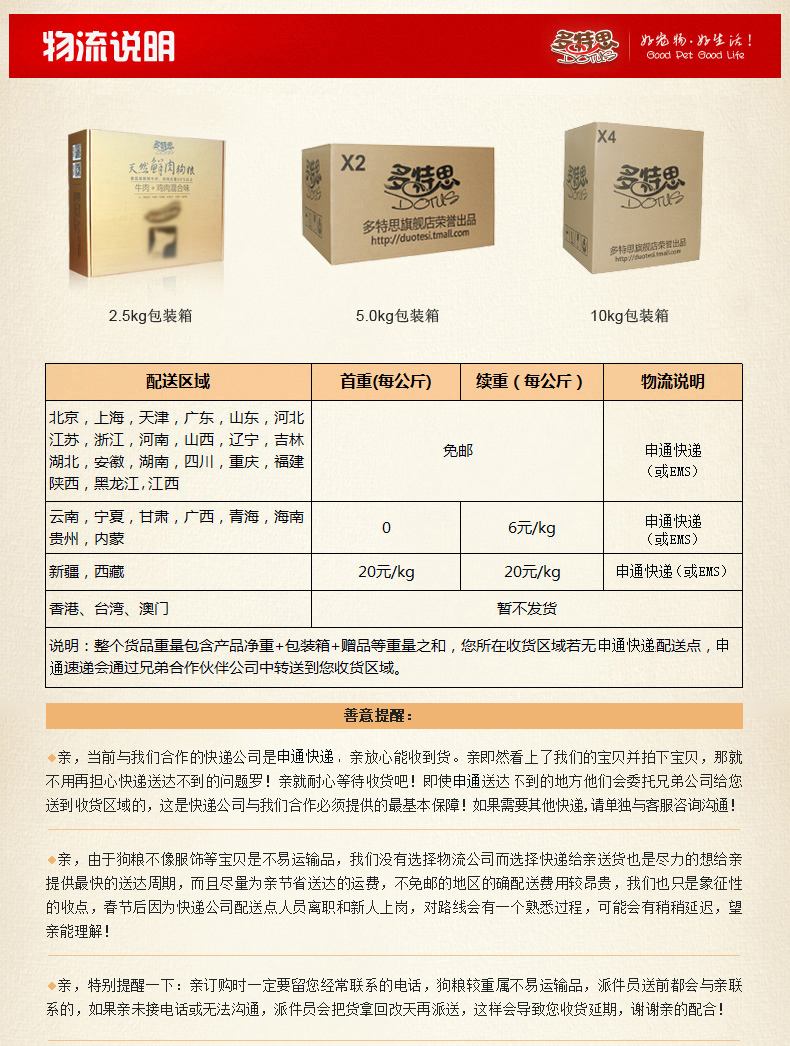 物流说明
多特思
DOTUS
好宠物·好生活！
Good Pet Good Life
多特思
天然鲜肉狗粮
牛肉+鸡肉混合味
X2
多特思
DOTUS
多特思旗舰店荣誉出品
http://duotesi.tmall.com
X4
多特思
DOTUS
多特思旗舰店荣誉出品
http://duotesi.tmall.com
2.5kg包装箱
5.0kg包装箱
10kg包装箱
配送区域 首重(每公斤) 续重（每公斤） 物流说明
北京，上海，天津，广东，山东，河北
江苏，浙江，河南，山西，辽宁，吉林
湖北，安徽，湖南，四川，重庆，福建
陕西，黑龙江,江西
免邮
申通快递
（或EMS）
云南，宁夏，甘肃，广西，青海，海南
贵州，内蒙
0
6元/kg
申通快递
（或EMS）
新疆，西藏 20元/kg 20元/kg 申通快递（或EMS）
香港、台湾、澳门 暂不发货
说明：整个货品重量包含产品净重+包装箱+赠品等重量之和，您所在收货区域若无申通快递配送点，申
通速递会通过兄弟合作伙伴公司中转送到您收货区域。
善意提醒：
◆亲，当前与我们合作的快递公司是申通快递，亲放心能收到货。亲即然看上了我们的宝贝并拍下宝贝，那就
不用再担心快递送达不到的问题罗！亲就耐心等待收货吧！即使申通送达不到的地方他们会委托兄弟公司给您
送到收货区域的，这是快递公司与我们合作必须提供的最基本保障！如果需要其他快递,请单独与客服咨询沟通！
◆亲，由于狗粮不像服饰等宝贝是不易运输品，我们没有选择物流公司而选择快递给亲送货也是尽力的想给亲
提供最快的送达周期，而且尽量为亲节省送达的运费，不免邮的地区的确配送费用较昂贵，我们也只是象征性
的收点，春节后因为快递公司配送点人员离职和新人上岗，对路线会有一个熟悉过程，可能会有稍稍延迟，望
亲能理解！
◆亲，特别提醒一下：亲订购时一定要留您经常联系的电话，狗粮较重属不易运输品，派件员送前都会与亲联
系的，如果亲未接电话或无法沟通，派件员会把货拿回改天再派送，这样会导致您收货延期，谢谢亲的配合！